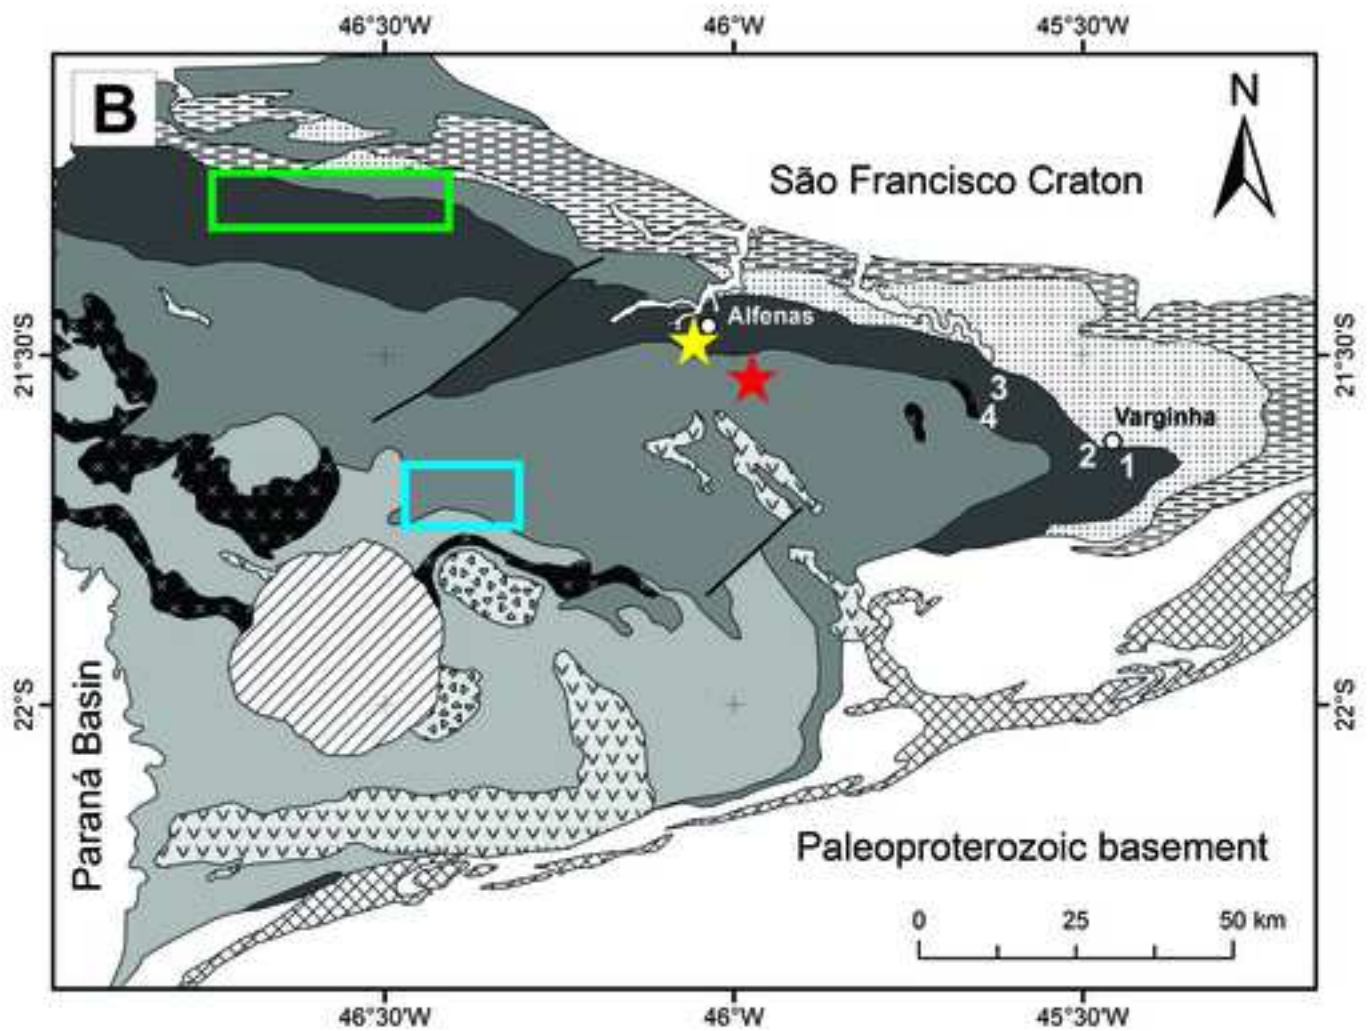 46°30'W 46°W 45°30'W
B
N
São Francisco Craton
Alfenas
21°30'S 21°30'S
3
4
Varginha
2 1
22°S 22°S
Paraná Basin
Paleoproterozoic basement
0 25 50 km
46°30'W 46°W 45°30'W